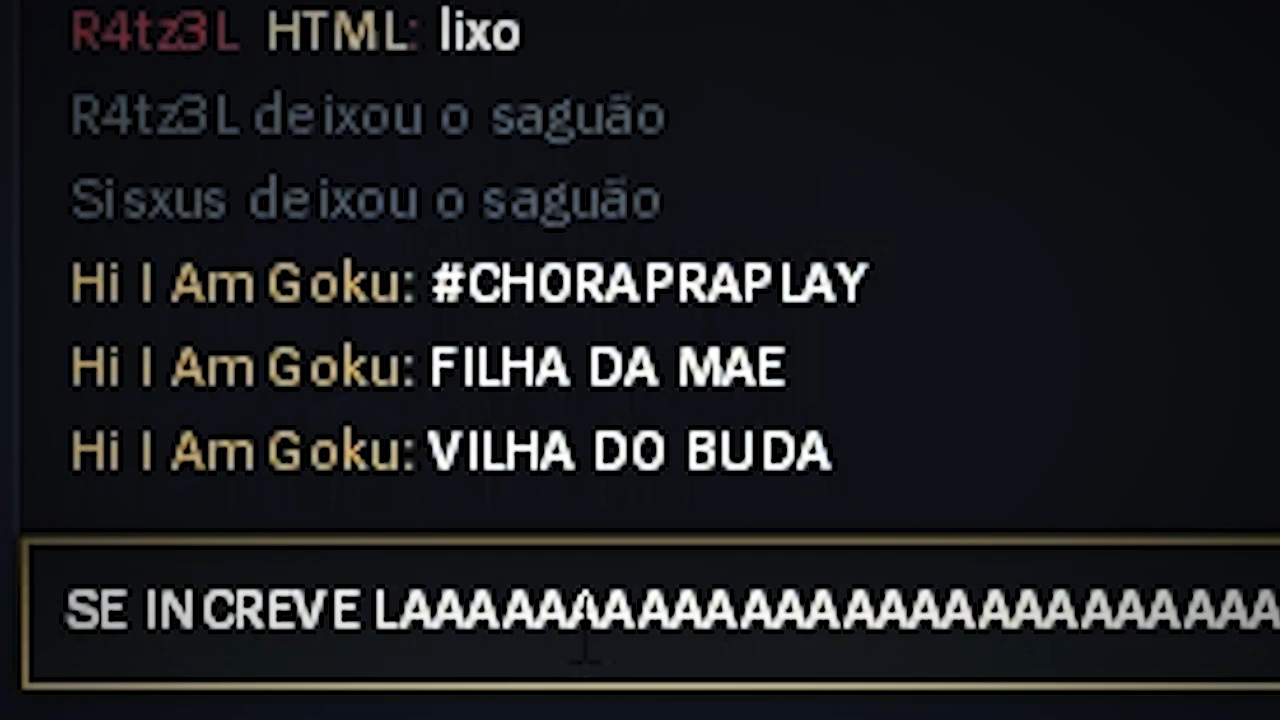 R4tz3L HTML: lixo
R4tz3L deixou o saguão
Sisxus deixou o saguão
Hi I Am Goku: #CHORAPRAPLAY
Hi I Am Goku: FILHA DA MAE
Hi I Am Goku: VILHA DO BUDA
SE INCREVE LAAAAAAAAAAAAAAAAAAAAAAAAAA